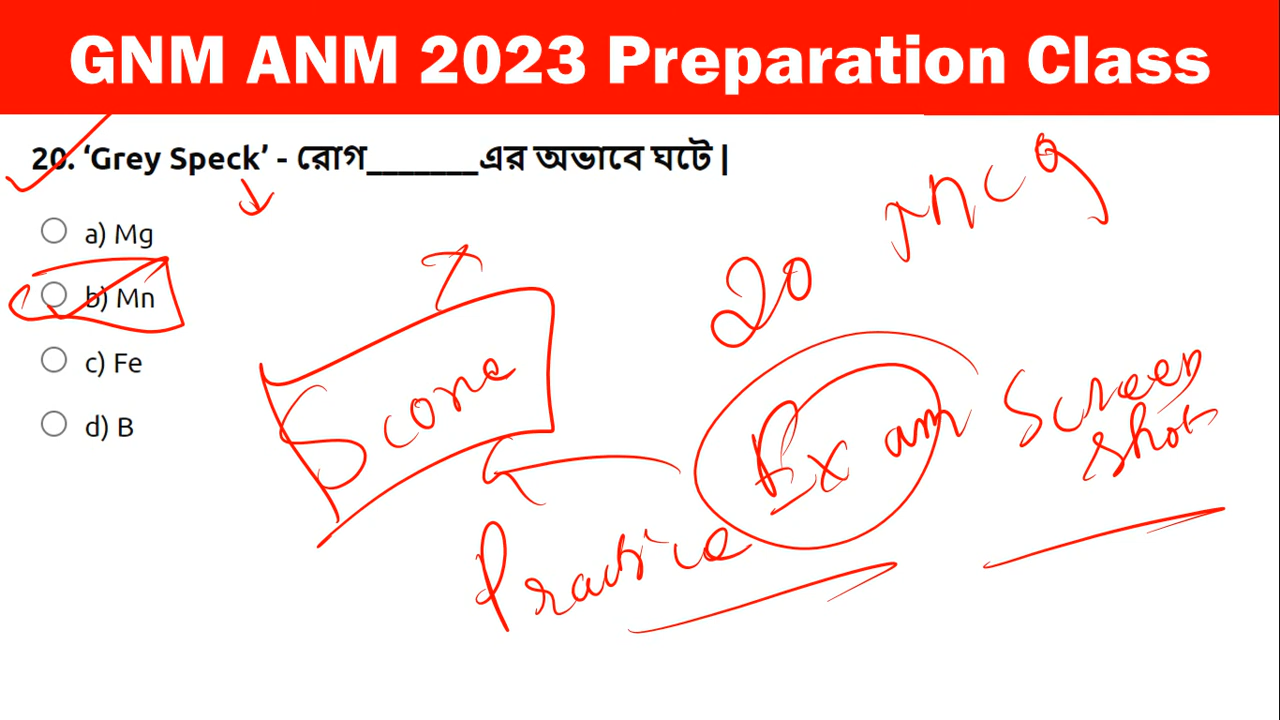 GNM ANM 2023 Preparation Class
20. ‘Grey Speck’ - রোগ_______এর অভাবে ঘটে |
a) Mg
b) Mn
c) Fe
d) B
20 MCQ
Score
Exam
Screen
shot
Practice